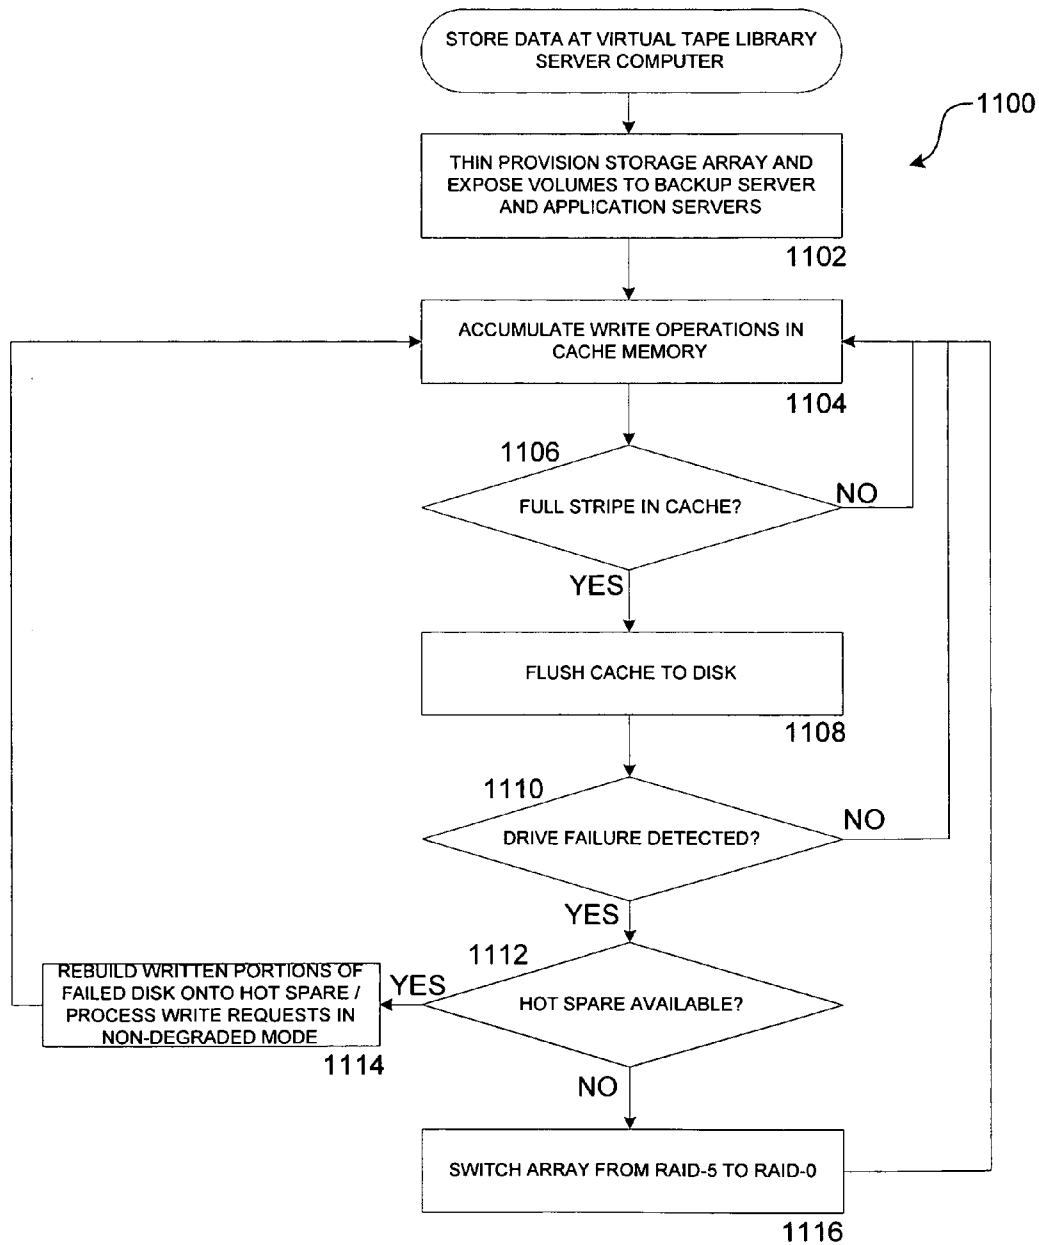 STORE DATA AT VIRTUAL TAPE LIBRARY
SERVER COMPUTER
1100
THIN PROVISION STORAGE ARRAY AND
EXPOSE VOLUMES TO BACKUP SERVER
AND APPLICATION SERVERS
1102
ACCUMULATE WRITE OPERATIONS IN
CACHE MEMORY
1104
1106
FULL STRIPE IN CACHE?
NO
YES
FLUSH CACHE TO DISK
1108
1110
DRIVE FAILURE DETECTED?
NO
YES
1112
HOT SPARE AVAILABLE?
YES
REBUILD WRITTEN PORTIONS OF
FAILED DISK ONTO HOT SPARE /
PROCESS WRITE REQUESTS IN
NON-DEGRADED MODE
1114
NO
SWITCH ARRAY FROM RAID-5 TO RAID-0
1116